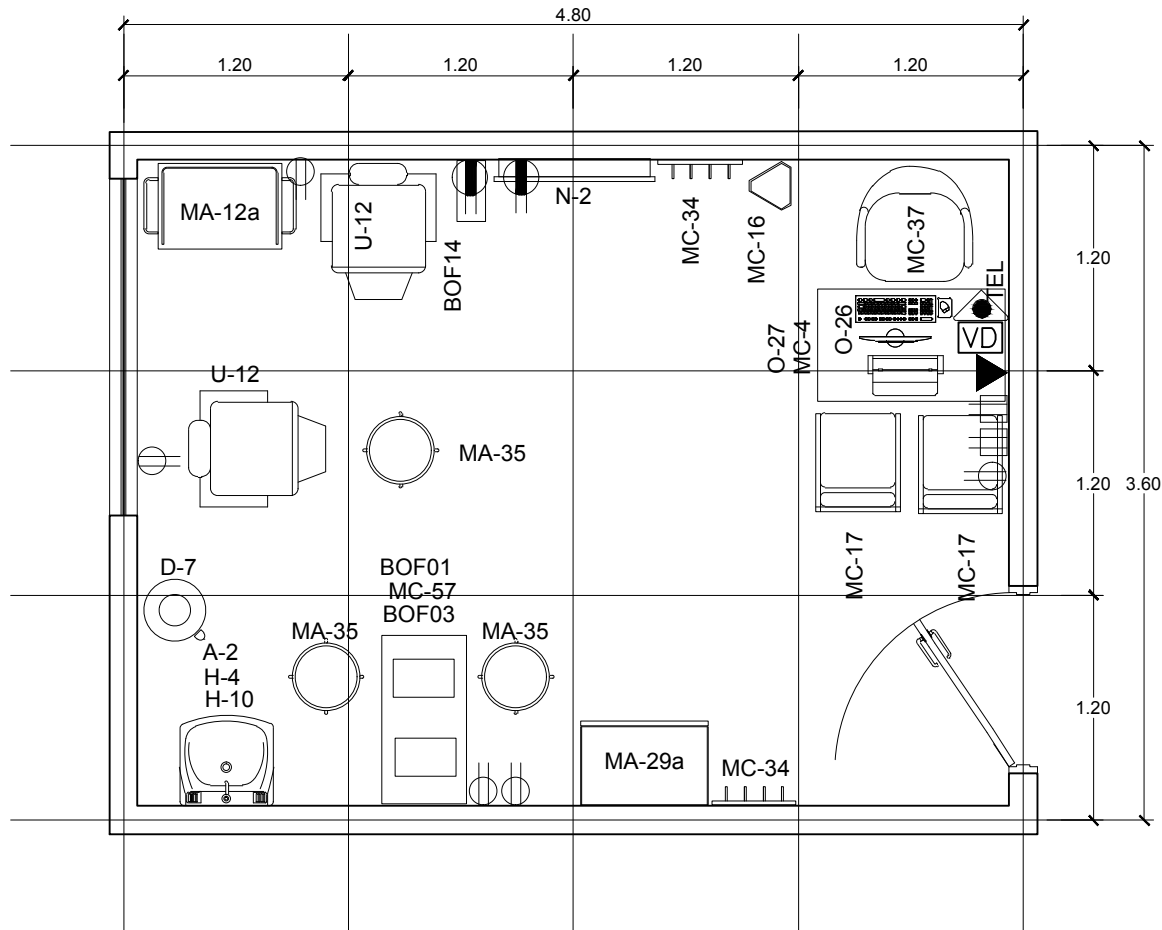 4.80
1.20
1.20
1.20
1.20
MA-12a
U-12
BOF14
N-2
MC-34
MC-16
MC-37
TEL
1.20
O-27
MC-4
O-26
VD
U-12
MA-35
MC-17
MC-17
1.20
3.60
D-7
BOF01
MC-57
BOF03
MA-35
MA-35
A-2
H-4
H-10
1.20
MA-29a
MC-34